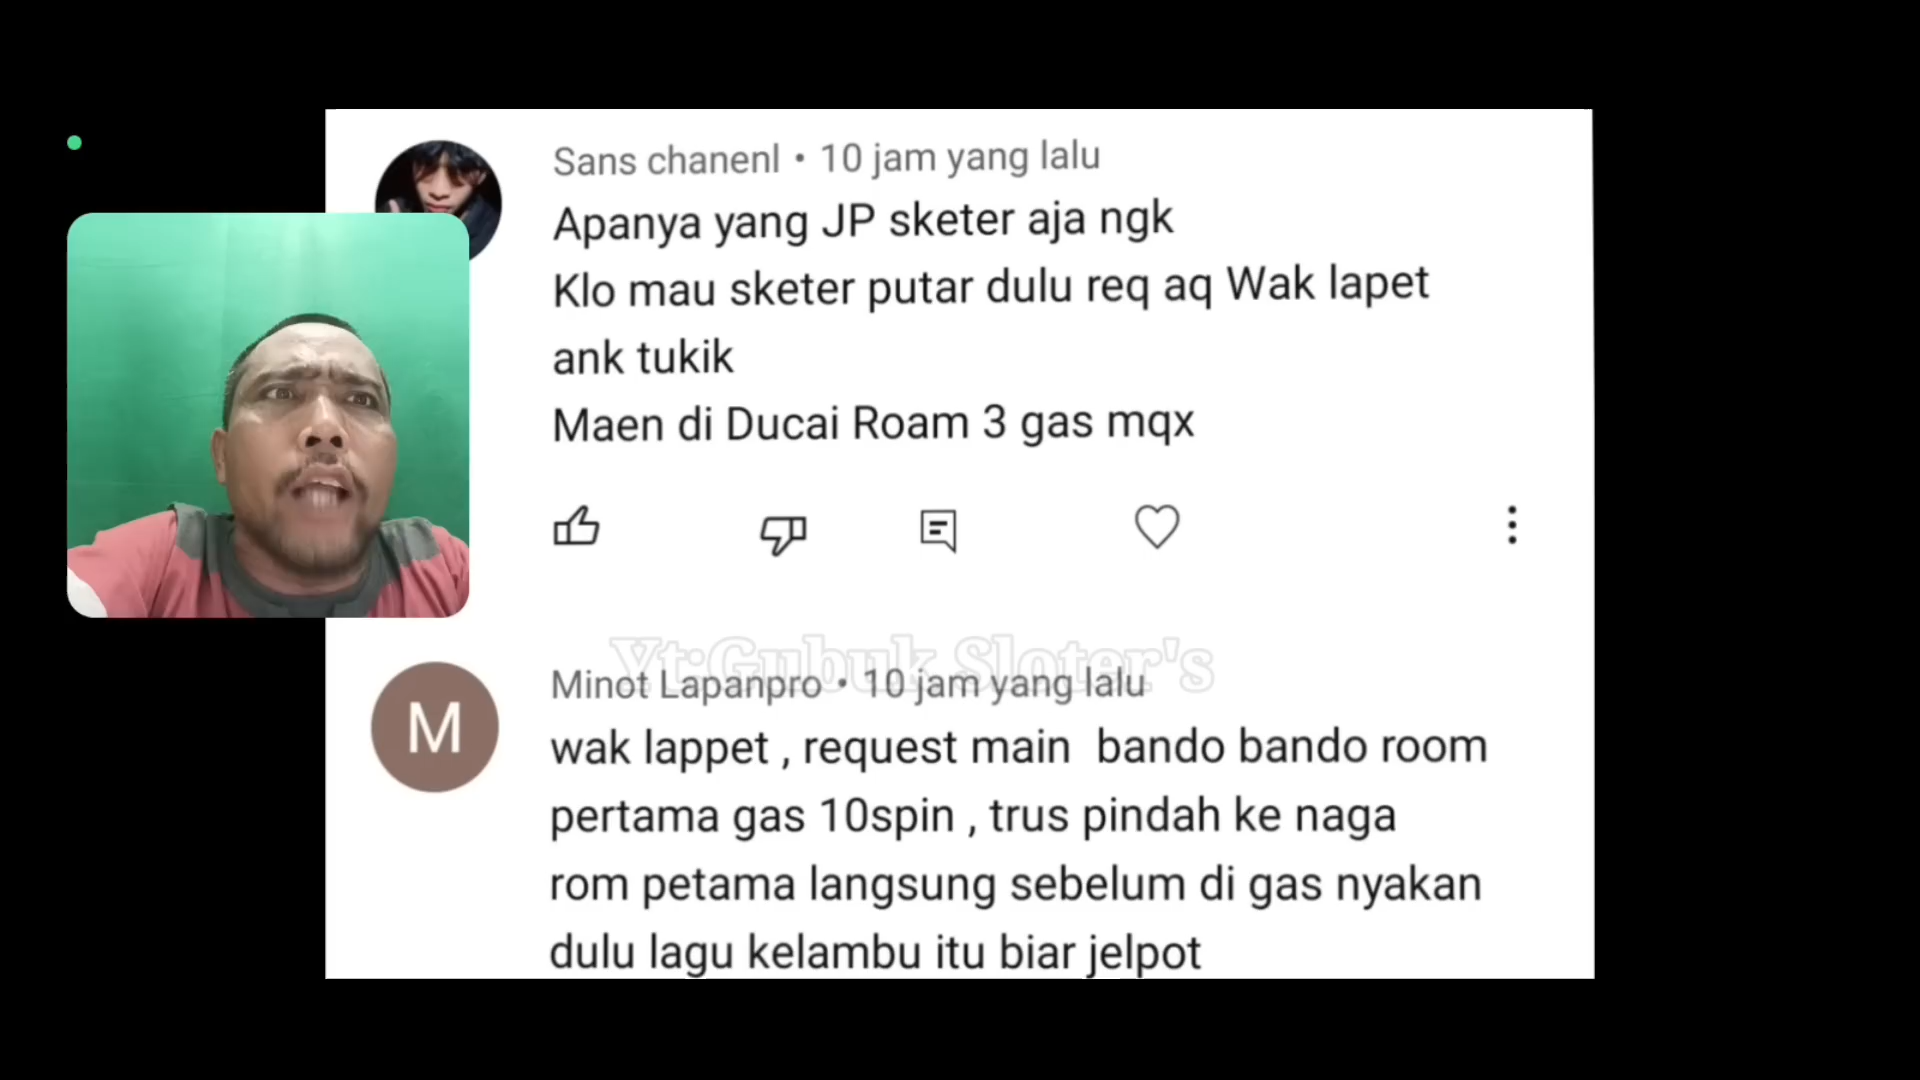 Sans chanenl • 10 jam yang lalu
Apanya yang JP sketer aja ngk
Klo mau sketer putar dulu req aq Wak lapet
ank tukik
Maen di Ducai Roam 3 gas mqx
Yt:Gubuk Sloter's
M
Minot Lapanpro • 10 jam yang lalu
wak lappet , request main bando bando room
pertama gas 10spin , trus pindah ke naga
rom petama langsung sebelum di gas nyakan
dulu lagu kelambu itu biar jelpot